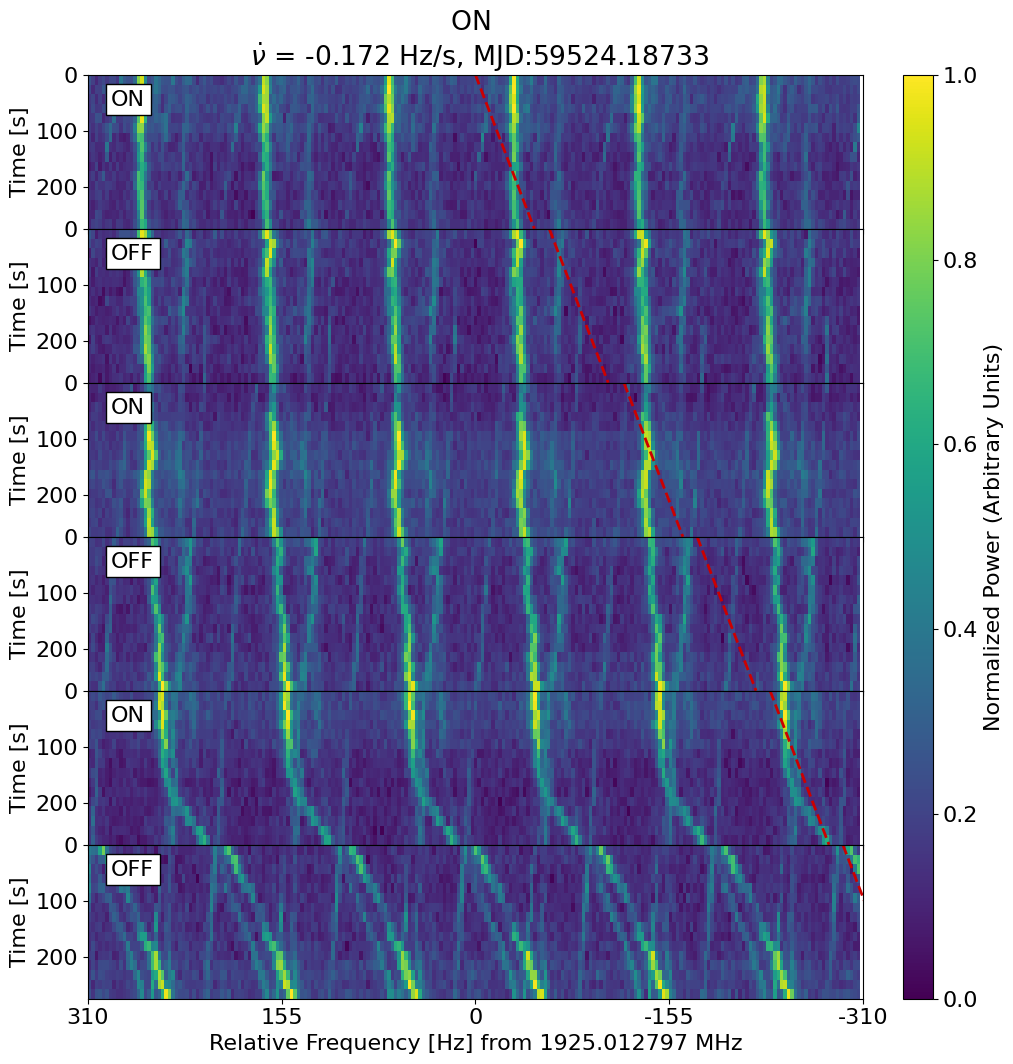 ON
ν̇ = -0.172 Hz/s, MJD:59524.18733
0
ON
Time [s]
100
200
0
OFF
Time [s]
100
200
0
ON
Time [s]
100
200
0
OFF
Time [s]
100
200
0
ON
Time [s]
100
200
0
OFF
Time [s]
100
200
310 155 0 -155 -310
Relative Frequency [Hz] from 1925.012797 MHz
1.0
0.8
0.6
0.4
0.2
0.0
Normalized Power (Arbitrary Units)